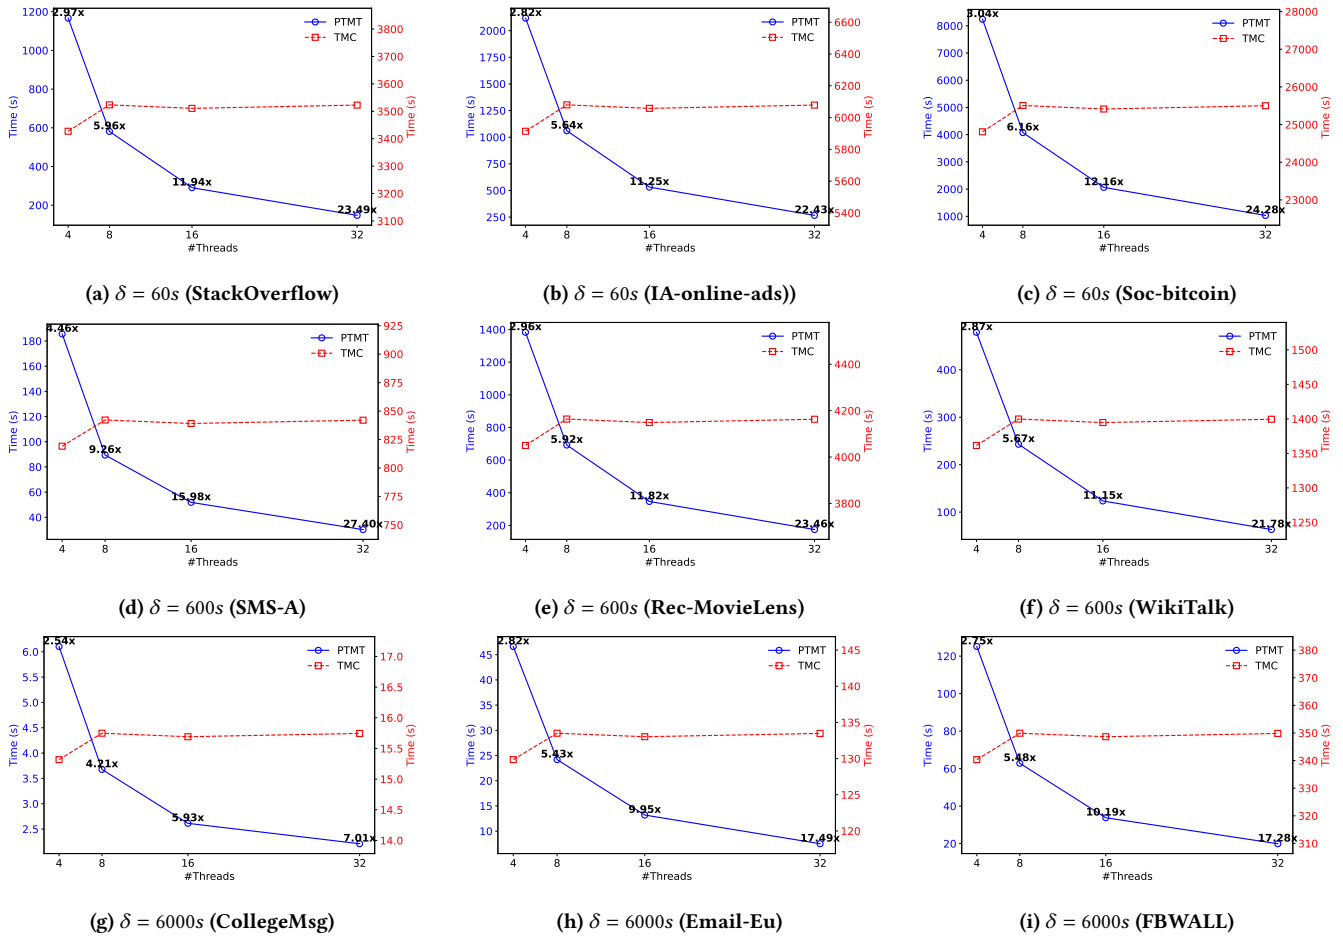 1200
1000
800
600
400
200
Time (s)
2.97x
5.96x
11.94x
23.49x
PTMT
TMC
3800
3700
3600
3500
3400
3300
3200
3100
Time (s)
4 8 16 32
#Threads
(a) δ = 60s (StackOverflow)
2000
1750
1500
1250
1000
750
500
250
Time (s)
2.82x
5.64x
11.25x
22.43x
PTMT
TMC
6600
6400
6200
6000
5800
5600
5400
Time (s)
4 8 16 32
#Threads
(b) δ = 60s (IA-online-ads))
8000
7000
6000
5000
4000
3000
2000
1000
Time (s)
3.04x
6.16x
12.16x
24.28x
PTMT
TMC
28000
27000
26000
25000
24000
23000
Time (s)
4 8 16 32
#Threads
(c) δ = 60s (Soc-bitcoin)
180
160
140
120
100
80
60
40
Time (s)
4.46x
9.26x
15.98x
27.40x
PTMT
TMC
925
900
875
850
825
800
775
750
Time (s)
4 8 16 32
#Threads
(d) δ = 600s (SMS-A)
1400
1200
1000
800
600
400
200
Time (s)
2.96x
5.92x
11.82x
23.46x
PTMT
TMC
4400
4200
4000
3800
Time (s)
4 8 16 32
#Threads
(e) δ = 600s (Rec-MovieLens)
400
300
200
100
Time (s)
2.87x
5.67x
11.15x
21.78x
PTMT
TMC
1500
1450
1400
1350
1300
1250
Time (s)
4 8 16 32
#Threads
(f) δ = 600s (WikiTalk)
6.0
5.5
5.0
4.5
4.0
3.5
3.0
2.5
Time (s)
2.54x
4.21x
5.93x
7.01x
PTMT
TMC
17.0
16.5
16.0
15.5
15.0
14.5
14.0
Time (s)
4 8 16 32
#Threads
(g) δ = 6000s (CollegeMsg)
45
40
35
30
25
20
15
10
Time (s)
2.82x
5.43x
9.95x
17.49x
PTMT
TMC
145
140
135
130
125
120
Time (s)
4 8 16 32
#Threads
(h) δ = 6000s (Email-Eu)
120
100
80
60
40
20
Time (s)
2.75x
5.48x
10.19x
17.28x
PTMT
TMC
380
370
360
350
340
330
320
310
Time (s)
4 8 16 32
#Threads
(i) δ = 6000s (FBWALL)